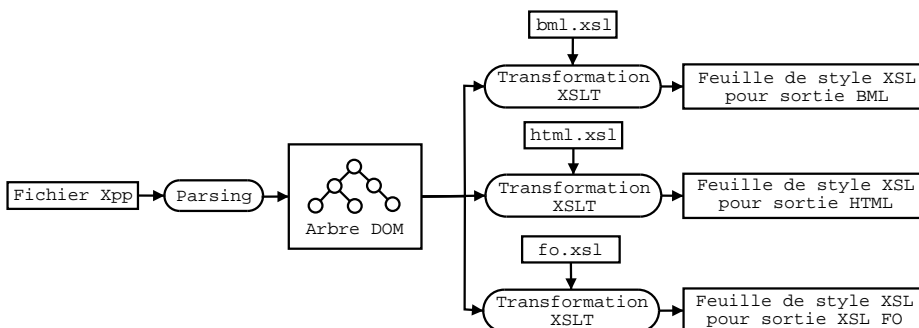 bml.xsl
Transformation
XSLT
Feuille de style XSL
pour sortie BML
html.xsl
Fichier Xpp
Parsing
Arbre DOM
Transformation
XSLT
Feuille de style XSL
pour sortie HTML
fo.xsl
Transformation
XSLT
Feuille de style XSL
pour sortie XSL FO